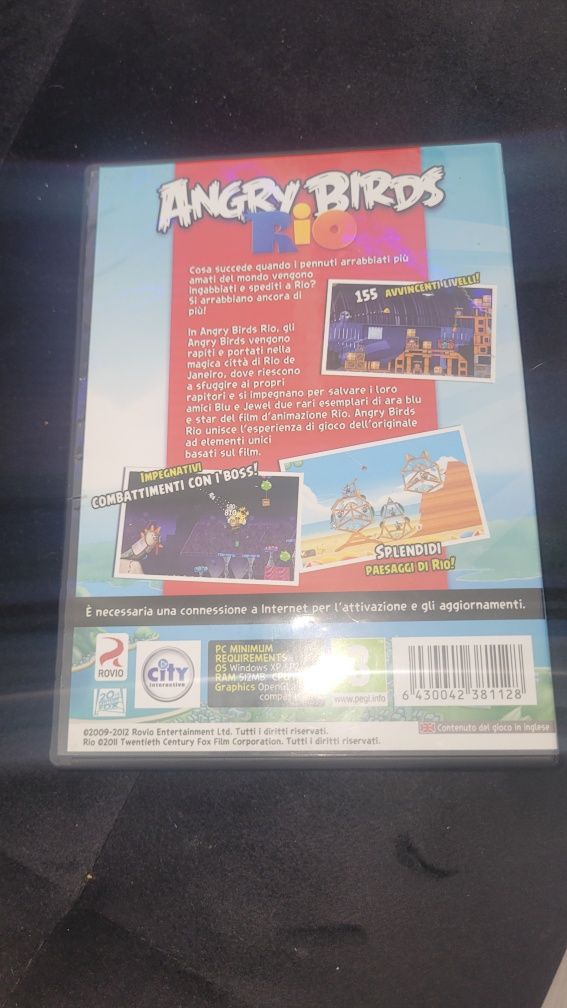 ANGRY BIRDS
RiO
Cosa succede quando i pennuti arrabbiati più
amati del mondo vengono
ingabbiati e spediti a Rio?
Si arrabbiano ancora di
più!
155 AVVINCENTI LIVELLI!
In Angry Birds Rio, gli
Angry Birds vengono
rapiti e portati nella
magica città di Rio de
Janeiro, dove riescono
a sfuggire ai propri
rapitori e si impegnano per salvare i loro
amici Blu e Jewel due rari esemplari di ara blu
e star del film d'animazione Rio. Angry Birds
Rio unisce l'esperienza di gioco dell'originale
ad elementi unici
basati sul film.
IMPEGNATIVI
COMBATTIMENTI CON I BOSS!
SPLENDIDI
PAESAGGI DI RIO!
È necessaria una connessione a Internet per l'attivazione e gli aggiornamenti.
ROVIO
CiTY
interactive
PC MINIMUM
REQUIREMENTS
OS Windows XP
RAM 512MB CPU
Graphics OpenGL
www.pegi.info
6 430042 381128
©2009-2012 Rovio Entertainment Ltd. Tutti i diritti riservati.
Rio ©2011 Twentieth Century Fox Film Corporation. Tutti i diritti riservati.
Contenuto del gioco in inglese